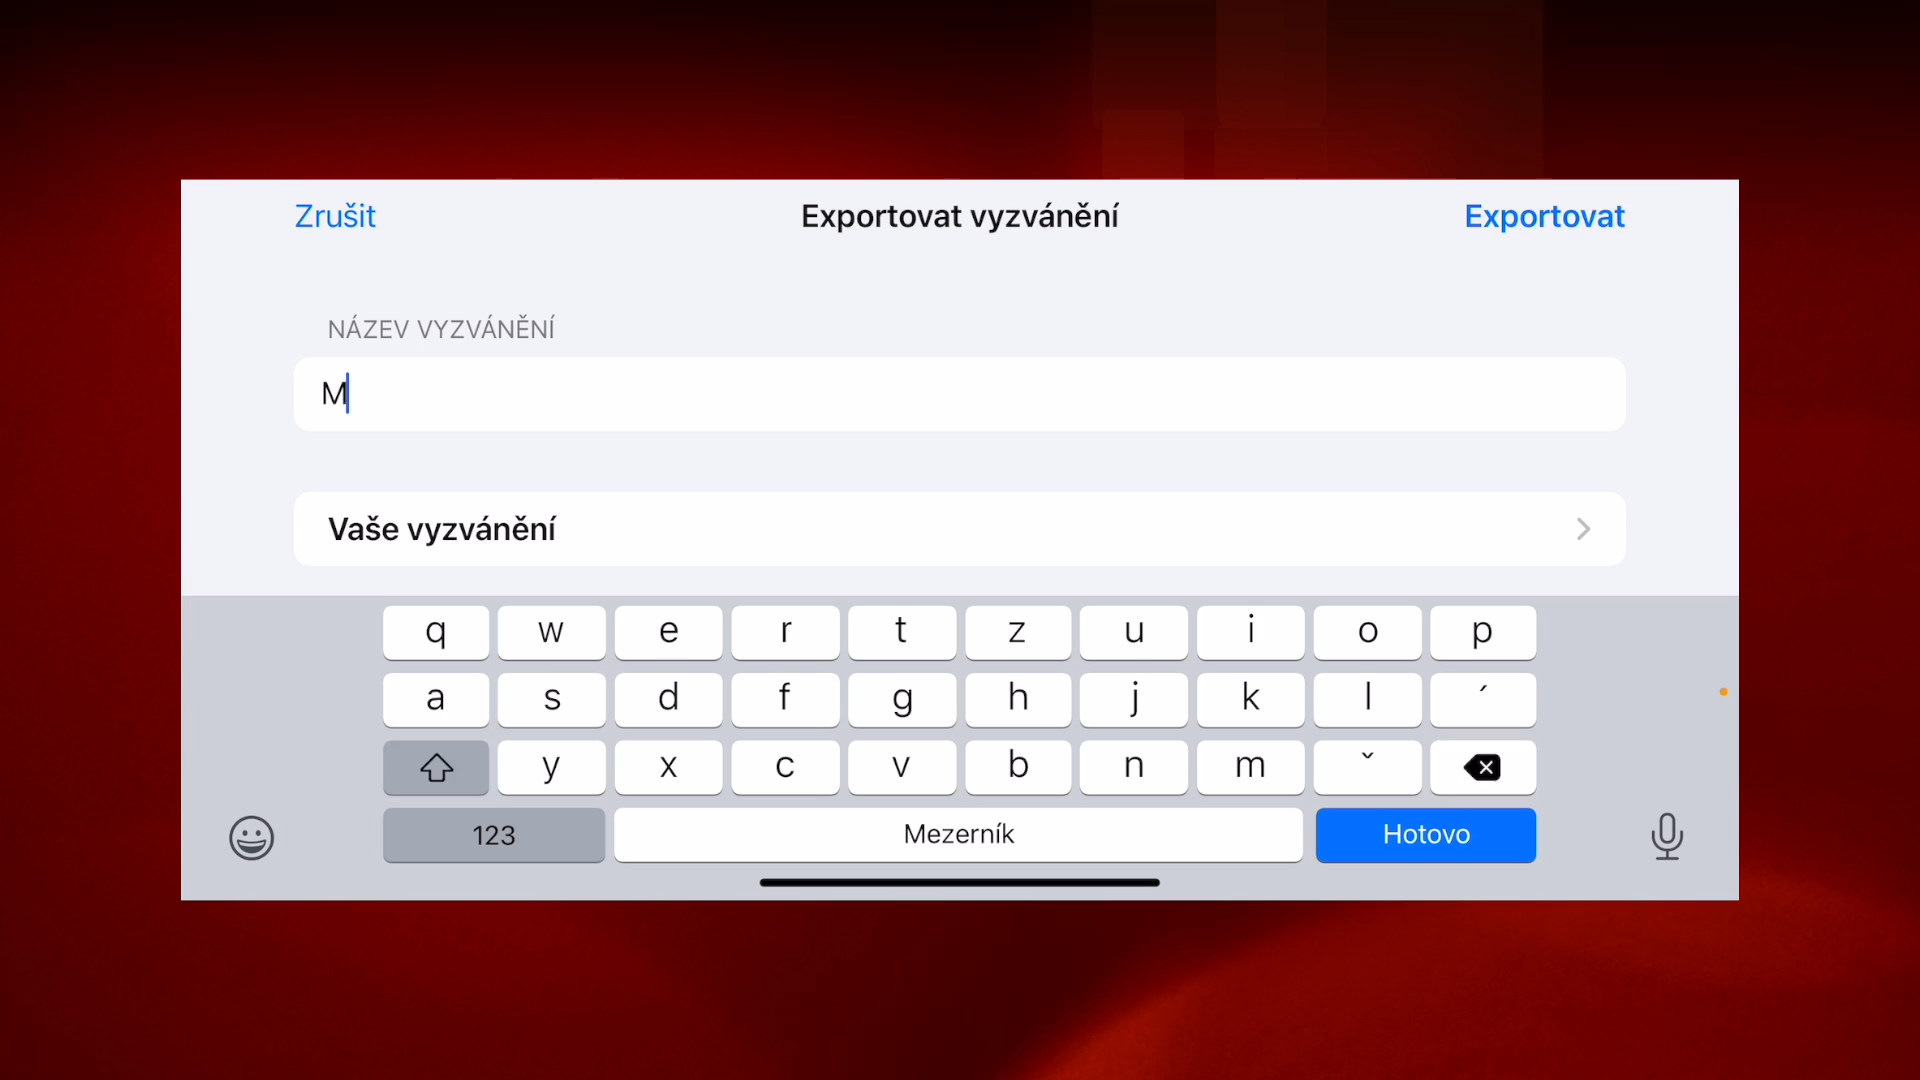 Zrušit Exportovat vyzvánění Exportovat
NÁZEV VYZVÁNĚNÍ
M
Vaše vyzvánění
q w e r t z u i o p
a s d f g h j k l ´
y x c v b n m ˇ
123 Mezerník Hotovo